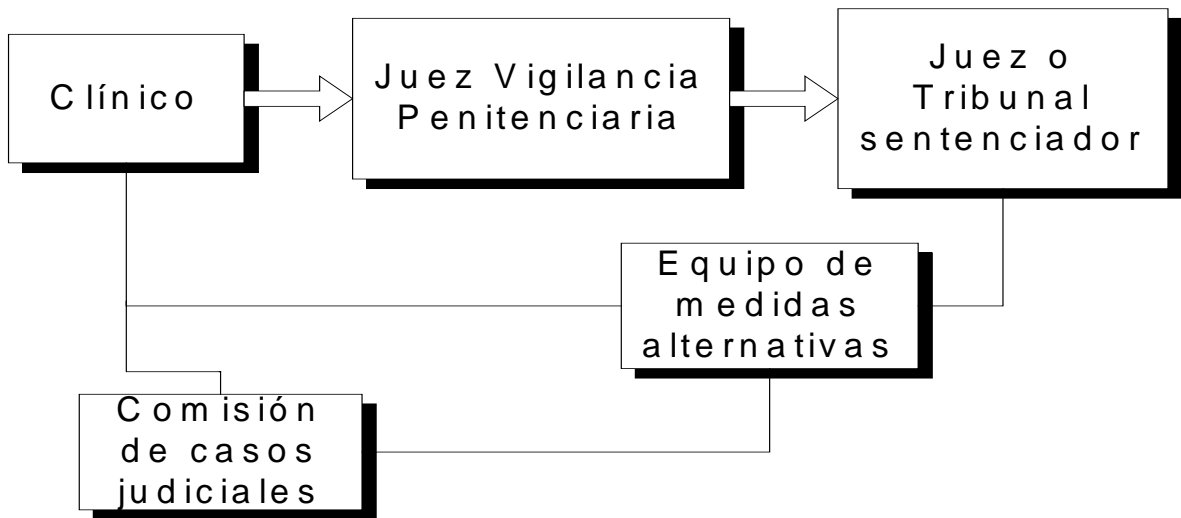 Clínico
Juez Vigilancia
Penitenciaria
Juez o
Tribunal
sentenciador
Equipo de
medidas
alternativas
Comisión
de casos
judiciales